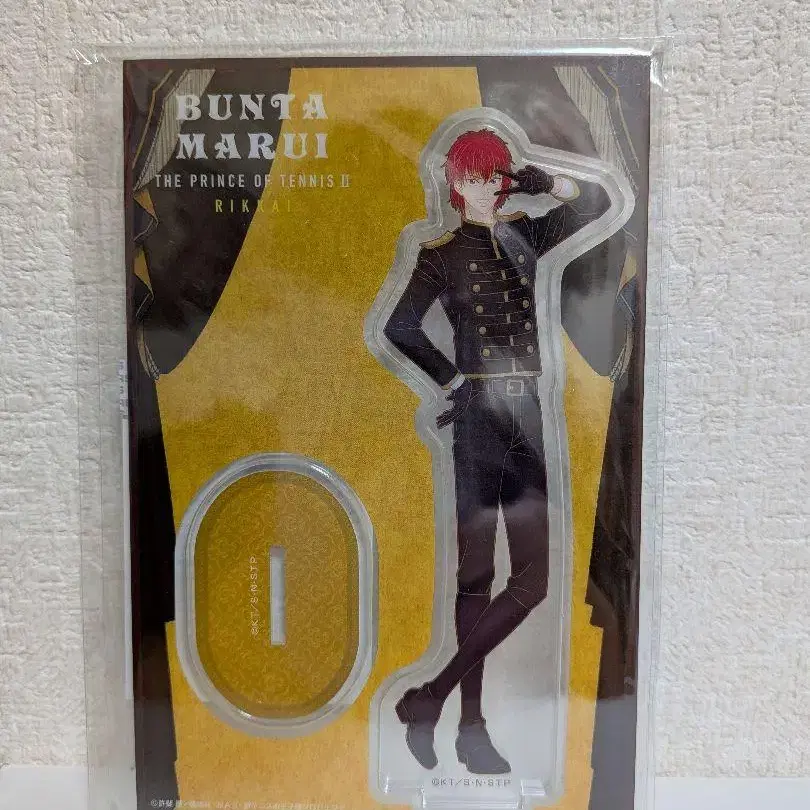 BUNTA
MARUI
THE PRINCE OF TENNIS II
RIKKAI
©KT/S·N·STP
©KT/S·N·STP